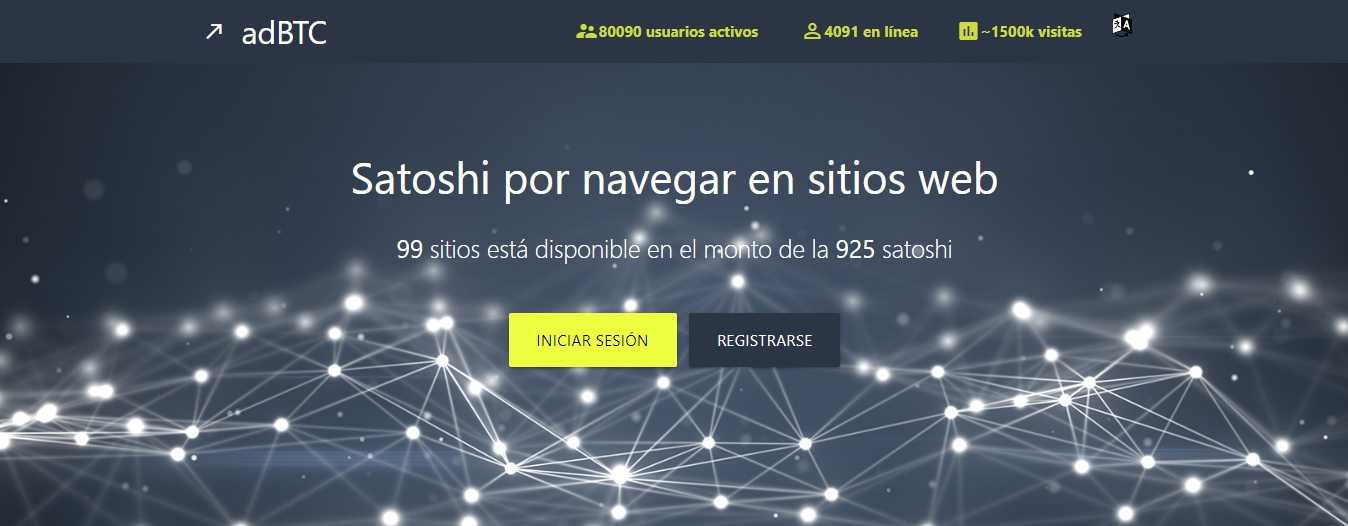 adBTC
80090 usuarios activos
4091 en línea
~1500k visitas
Satoshi por navegar en sitios web
99 sitios está disponible en el monto de la 925 satoshi
INICIAR SESIÓN
REGISTRARSE